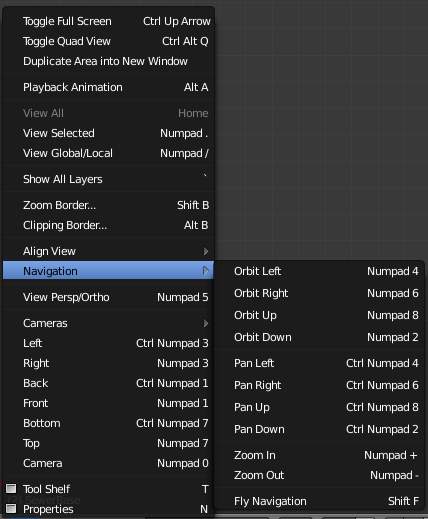 Toggle Full Screen Ctrl Up Arrow
Toggle Quad View Ctrl Alt Q
Duplicate Area into New Window
Playback Animation Alt A
View All Home
View Selected Numpad .
View Global/Local Numpad /
Show All Layers `
Zoom Border... Shift B
Clipping Border... Alt B
Align View
Navigation
View Persp/Ortho Numpad 5
Cameras
Left Ctrl Numpad 3
Right Numpad 3
Back Ctrl Numpad 1
Front Numpad 1
Bottom Ctrl Numpad 7
Top Numpad 7
Camera Numpad 0
Tool Shelf T
Properties N
Orbit Left Numpad 4
Orbit Right Numpad 6
Orbit Up Numpad 8
Orbit Down Numpad 2
Pan Left Ctrl Numpad 4
Pan Right Ctrl Numpad 6
Pan Up Ctrl Numpad 8
Pan Down Ctrl Numpad 2
Zoom In Numpad +
Zoom Out Numpad -
Fly Navigation Shift F